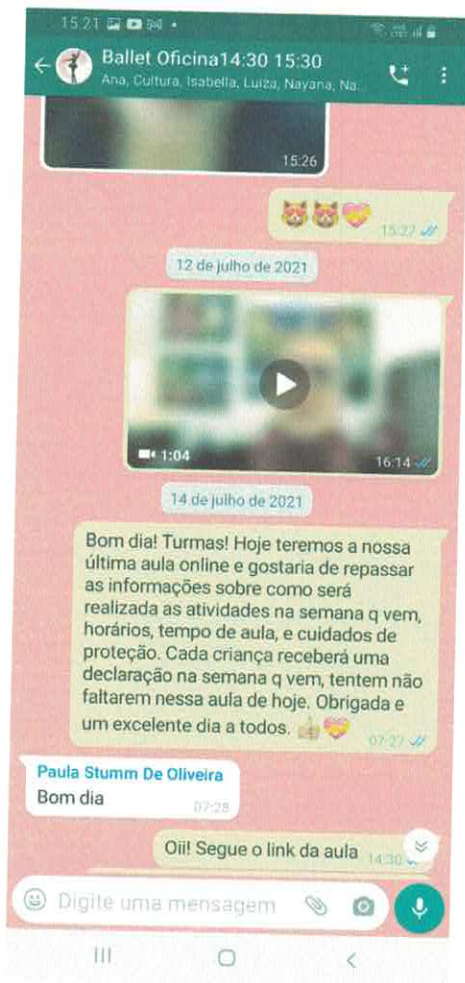 15:21
Ballet Oficina14:30 15:30
Ana, Cultura, Isabella, Luiza, Nayana, Na...
15:26
15:27
12 de julho de 2021
1:04
16:14
14 de julho de 2021
Bom dia! Turmas! Hoje teremos a nossa
última aula online e gostaria de repassar
as informações sobre como será
realizada as atividades na semana q vem,
horários, tempo de aula, e cuidados de
proteção. Cada criança receberá uma
declaração na semana q vem, tentem não
faltarem nessa aula de hoje. Obrigada e
um excelente dia a todos.
07:27
Paula Stumm De Oliveira
Bom dia
07:28
Oii! Segue o link da aula
14:30
Digite uma mensagem